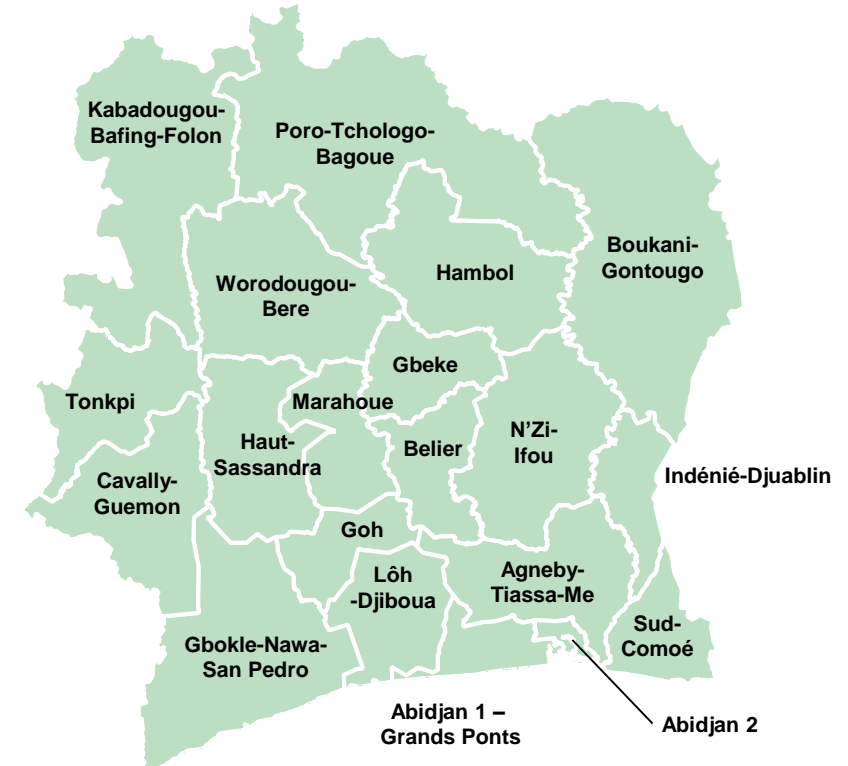 Kabadougou-
Bafing-Folon
Poro-Tchologo-
Bagoue
Boukani-
Gontougo
Hambol
Worodougou-
Bere
Gbeke
Tonkpi
Marahoue
N’Zi-
Ifou
Haut-
Sassandra
Belier
Cavally-
Guemon
Indénié-Djuablin
Goh
Agneby-
Tiassa-Me
Lôh
-Djiboua
Sud-
Comoé
Gbokle-Nawa-
San Pedro
Abidjan 1 –
Grands Ponts
Abidjan 2